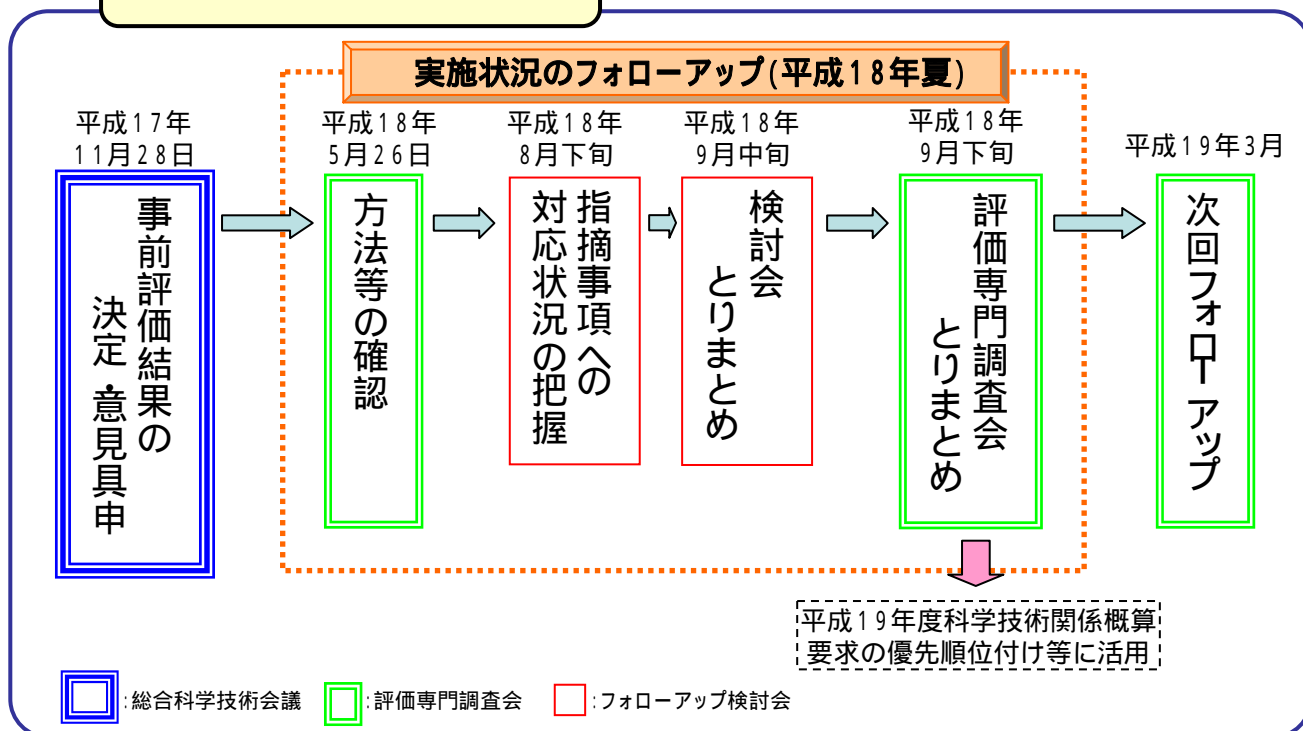 実施状況のフォローアップ(平成18年夏)
平成17年
11月28日
事前評価結果の
決定・意見具申
平成18年
5月26日
方法等の確認
平成18年
8月下旬
指摘事項への
対応状況の把握
平成18年
9月中旬
検討会
とりまとめ
平成18年
9月下旬
評価専門調査会
とりまとめ
平成19年3月
次回フォローアップ
平成19年度科学技術関係概算
要求の優先順位付け等に活用
:総合科学技術会議
:評価専門調査会
:フォローアップ検討会